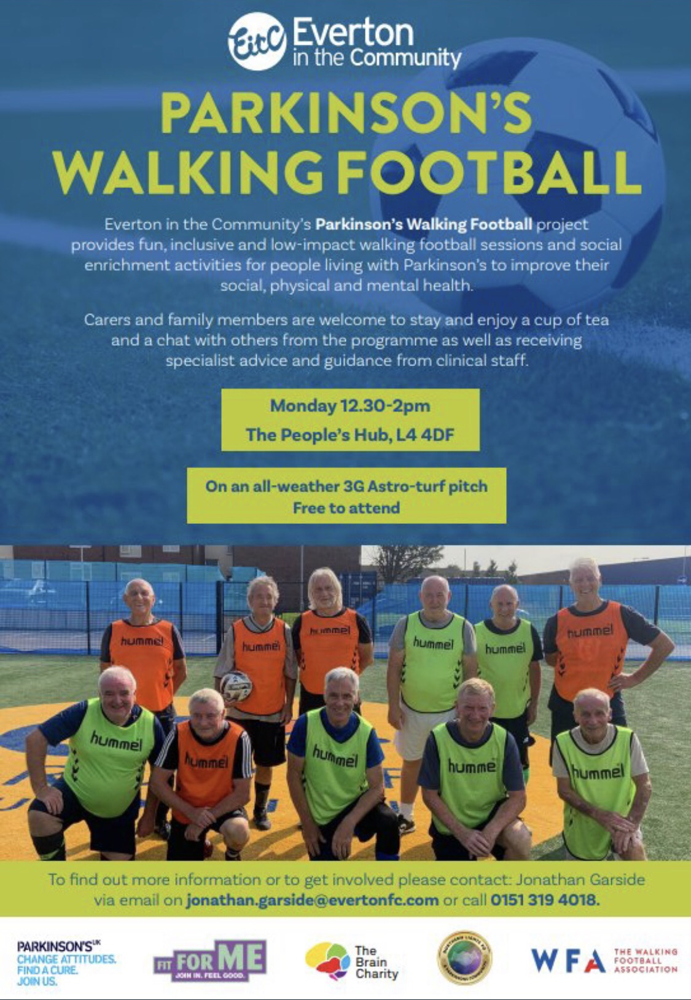 EitC Everton
in the Community
PARKINSON'S
WALKING FOOTBALL
Everton in the Community's Parkinson's Walking Football project
provides fun, inclusive and low-impact walking football sessions and social
enrichment activities for people living with Parkinson's to improve their
social, physical and mental health.
Carers and family members are welcome to stay and enjoy a cup of tea
and a chat with others from the programme as well as receiving
specialist advice and guidance from clinical staff.
Monday 12.30-2pm
The People's Hub, L4 4DF
On an all-weather 3G Astro-turf pitch
Free to attend
hummel
hummel
hummel
hummel
hummel
hummel
hummel
hummel
hummel
humme
hummel
To find out more information or to get involved please contact: Jonathan Garside
via email on jonathan.garside@evertonfc.com or call 0151 319 4018.
PARKINSON'S UK
CHANGE ATTITUDES.
FIND A CURE.
JOIN US.
FIT FOR ME
JOIN IN. FEEL GOOD.
The
Brain
Charity
WFA
THE WALKING
FOOTBALL
ASSOCIATION